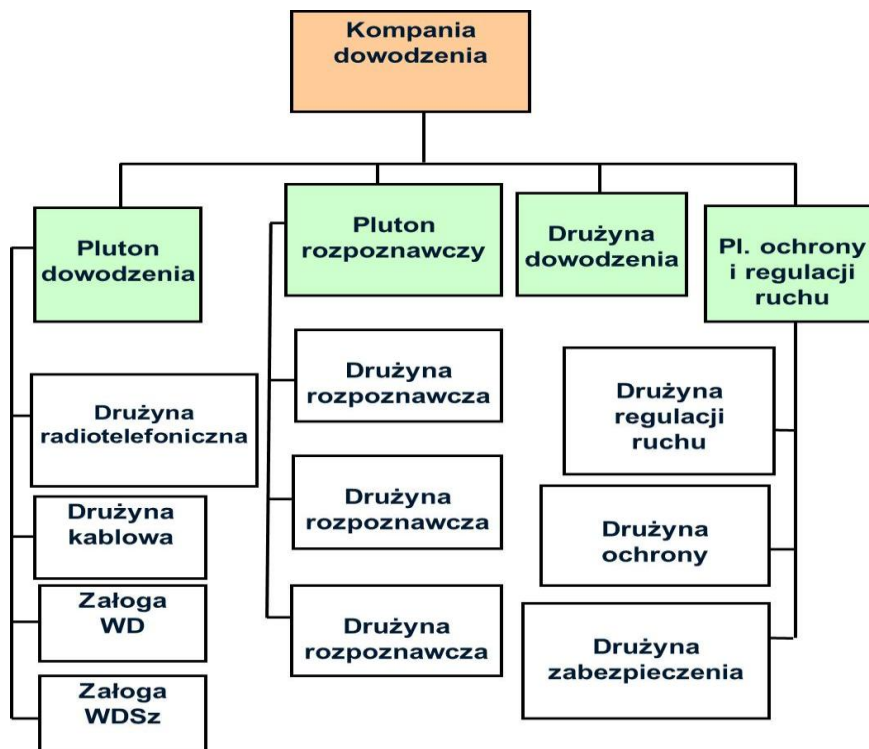 Kompania
dowodzenia
Pluton
dowodzenia
Pluton
rozpoznawczy
Drużyna
dowodzenia
Pl. ochrony
i regulacji
ruchu
Drużyna
radiotelefoniczna
Drużyna
kablowa
Załoga
WD
Załoga
WDSz
Drużyna
rozpoznawcza
Drużyna
rozpoznawcza
Drużyna
rozpoznawcza
Drużyna
regulacji
ruchu
Drużyna
ochrony
Drużyna
zabezpieczenia